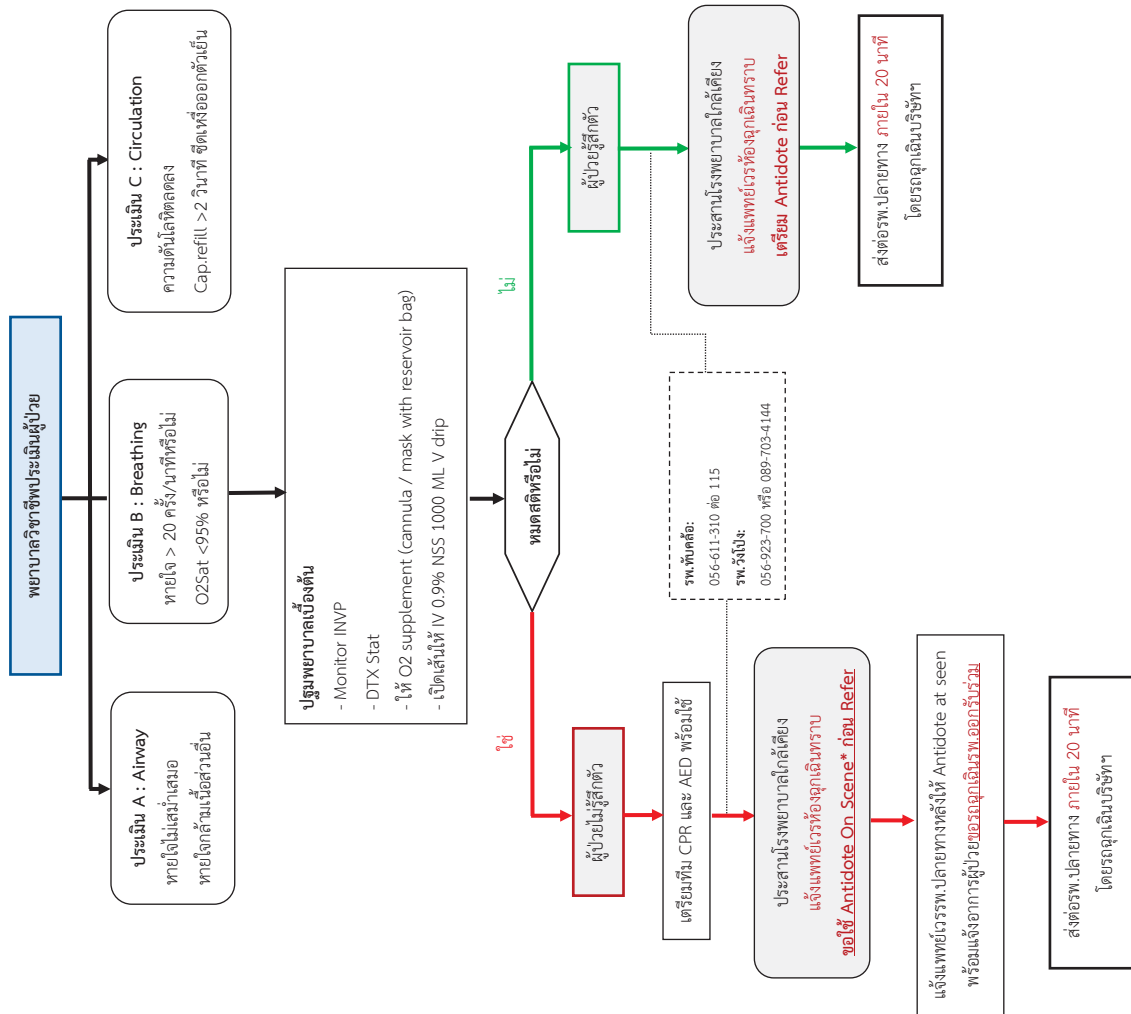 พยาบาลวิชาชีพประเมินผู้ป่วย
ประเมิน A : Airway
หายใจไม่เสม่ำเสมอ
หายใจกล้ามเนื้อส่วนอื่น
ประเมิน B : Breathing
หายใจ > 20 ครั้ง/นาทีหรือไม่
O2Sat <95% หรือไม่
ประเมิน C : Circulation
ความดันโลหิตลดลง
Cap.refill >2 วินาที ซีดเหงื่อออกตัวเย็น
ปฐมพยาบาลเบื้องต้น
- Monitor INVP
- DTX Stat
- ให้ O2 supplement (cannula / mask with reservoir bag)
- เปิดเส้นให้ IV 0.9% NSS 1000 ML V drip
หมดสติหรือไม่
ใช่
ไม่
ผู้ป่วยไม่รู้สึกตัว
เตรียมทีม CPR และ AED พร้อมใช้
ประสานโรงพยาบาลใกล้เคียง
แจ้งแพทย์เวรห้องฉุกเฉินทราบ
ขอใช้ Antidote On Scene* ก่อน Refer
แจ้งแพทย์เวรรพ.ปลายทางหลังให้ Antidote at seen
พร้อมแจ้งอาการผู้ป่วยขอรถฉุกเฉินรพ.ออกรับร่วม
ส่งต่อรพ.ปลายทาง ภายใน 20 นาที
โดยรถฉุกเฉินบริษัทฯ
รพ.ทับคล้อ:
056-611-310 ต่อ 115
รพ.วังโป่ง:
056-923-700 หรือ 089-703-4144
ผู้ป่วยรู้สึกตัว
ประสานโรงพยาบาลใกล้เคียง
แจ้งแพทย์เวรห้องฉุกเฉินทราบ
เตรียม Antidote ก่อน Refer
ส่งต่อรพ.ปลายทาง ภายใน 20 นาที
โดยรถฉุกเฉินบริษัทฯ